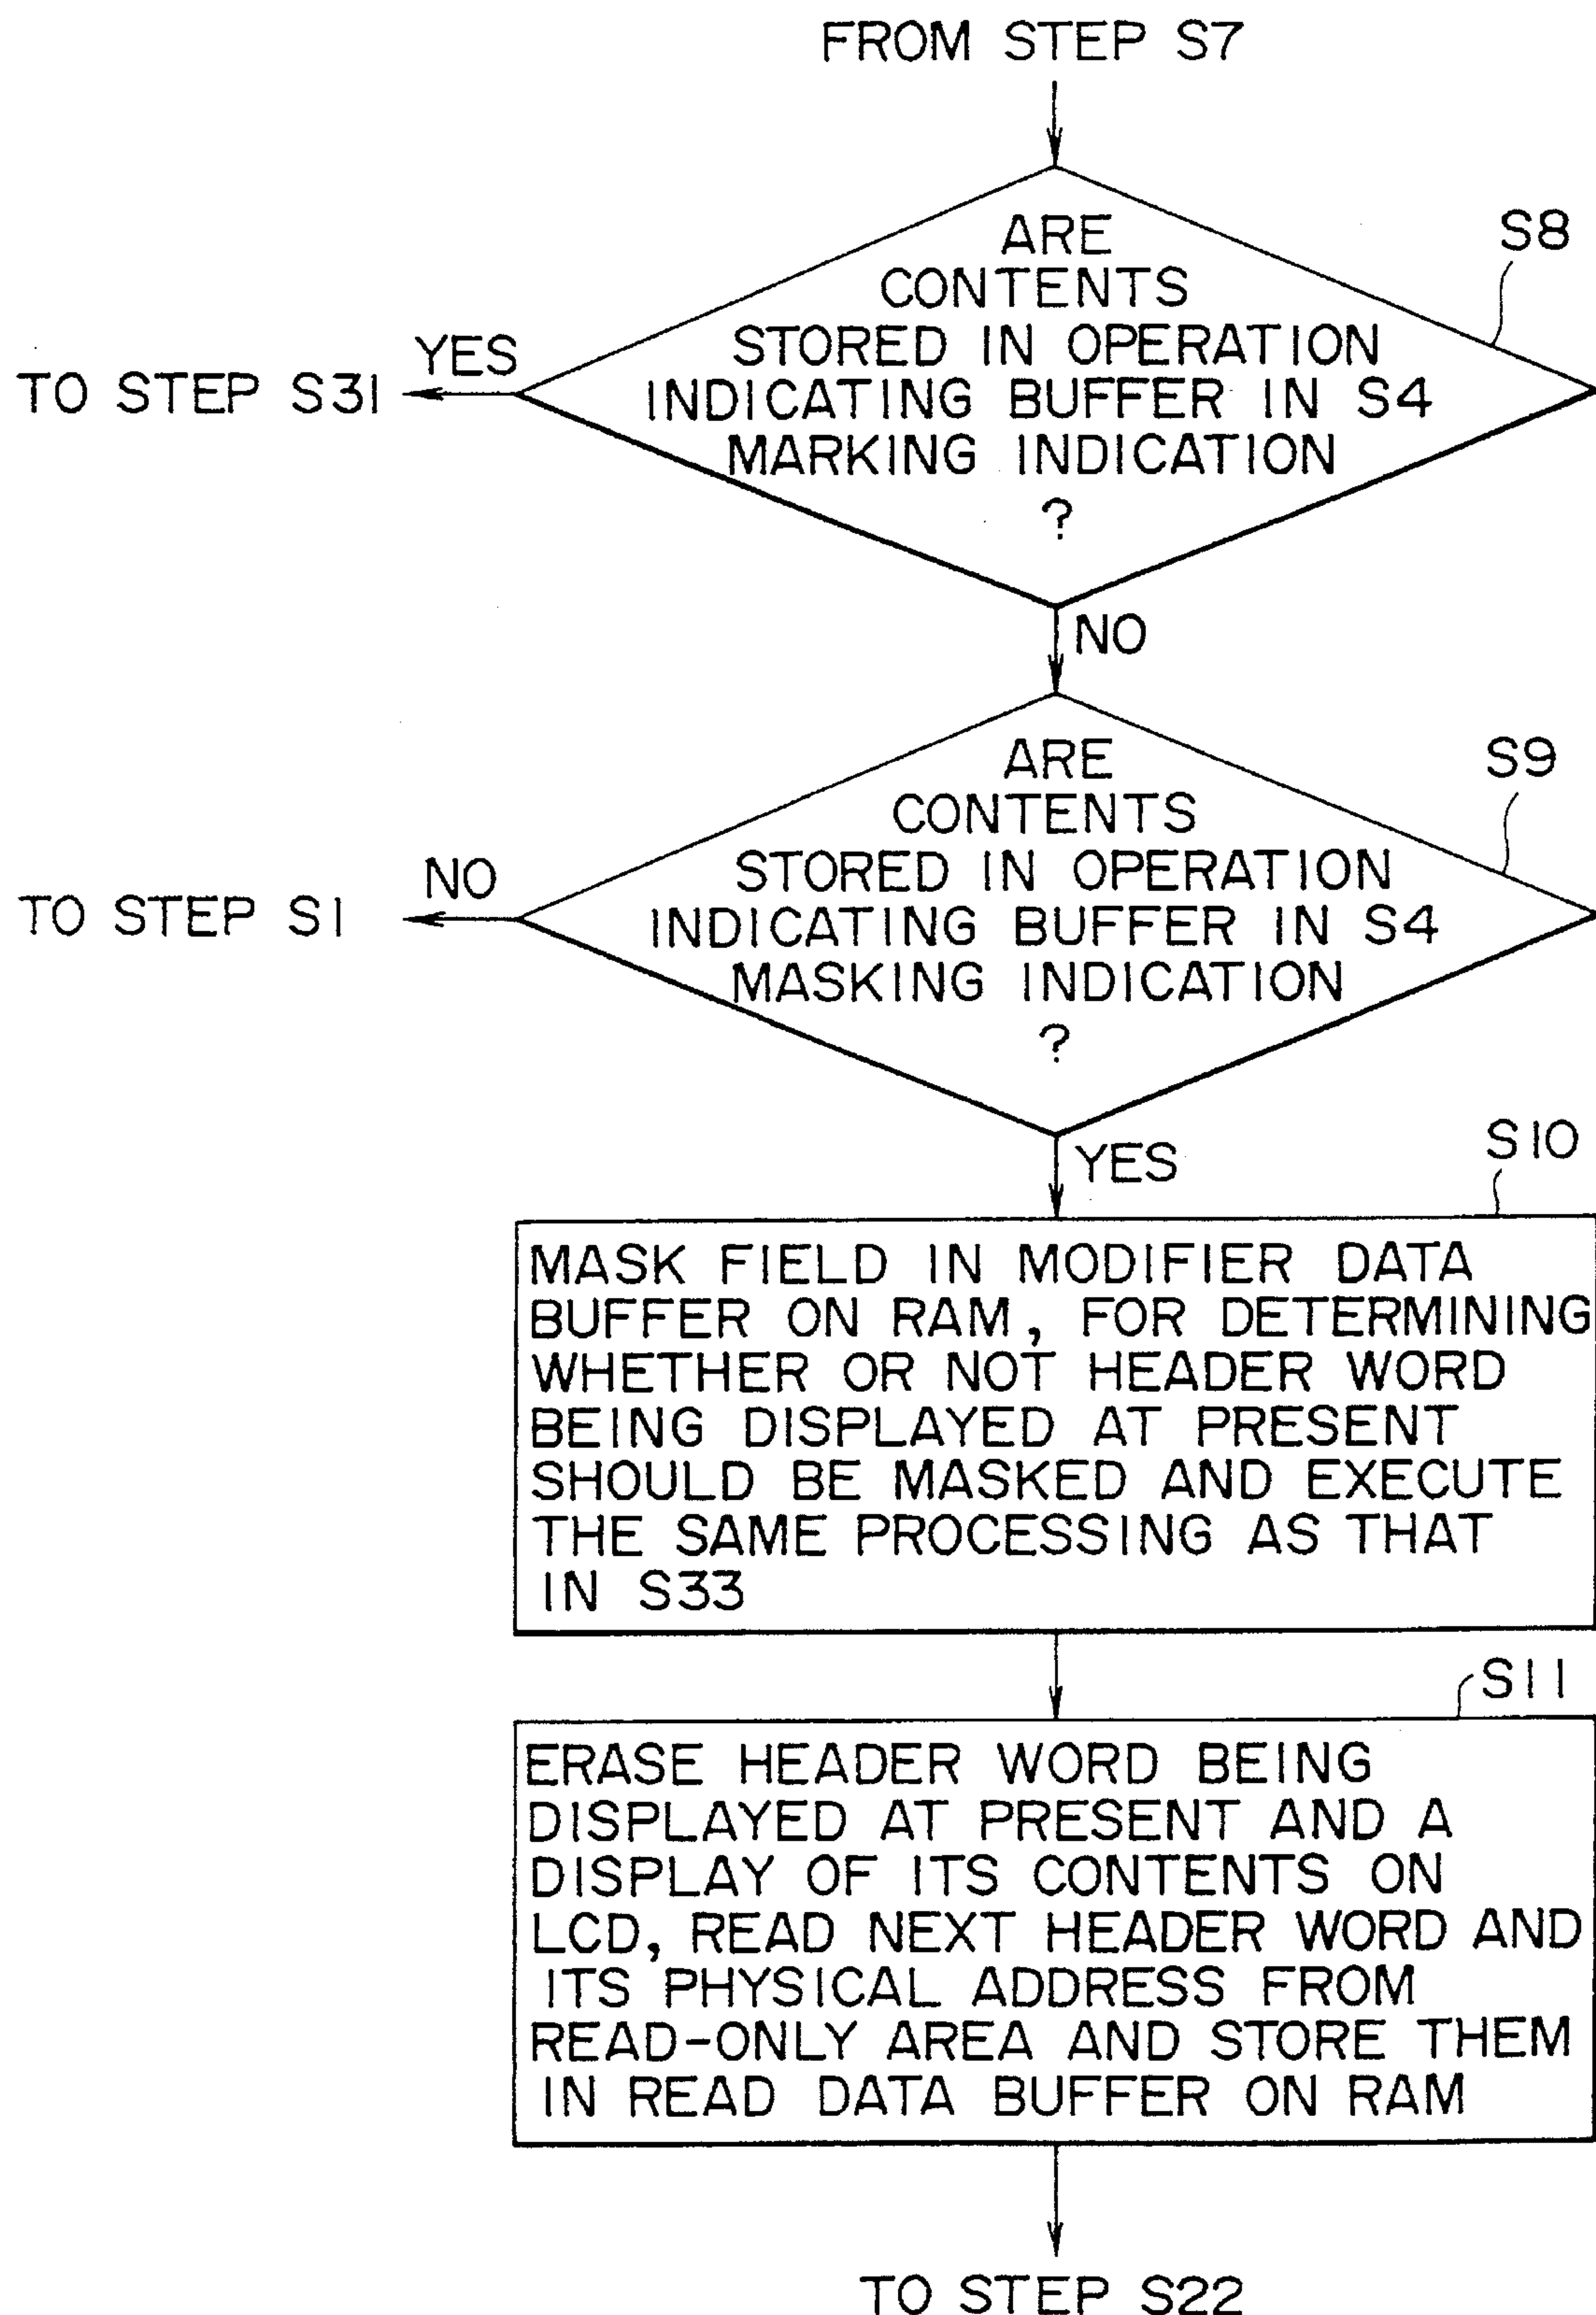 FROM STEP S7
ARE
CONTENTS
STORED IN OPERATION
INDICATING BUFFER IN S4
MARKING INDICATION
?
S8
YES
TO STEP S31
NO
ARE
CONTENTS
STORED IN OPERATION
INDICATING BUFFER IN S4
MASKING INDICATION
?
S9
NO
TO STEP S1
YES
S10
MASK FIELD IN MODIFIER DATA
BUFFER ON RAM, FOR DETERMINING
WHETHER OR NOT HEADER WORD
BEING DISPLAYED AT PRESENT
SHOULD BE MASKED AND EXECUTE
THE SAME PROCESSING AS THAT
IN S33
S11
ERASE HEADER WORD BEING
DISPLAYED AT PRESENT AND A
DISPLAY OF ITS CONTENTS ON
LCD, READ NEXT HEADER WORD AND
ITS PHYSICAL ADDRESS FROM
READ-ONLY AREA AND STORE THEM
IN READ DATA BUFFER ON RAM
TO STEP S22